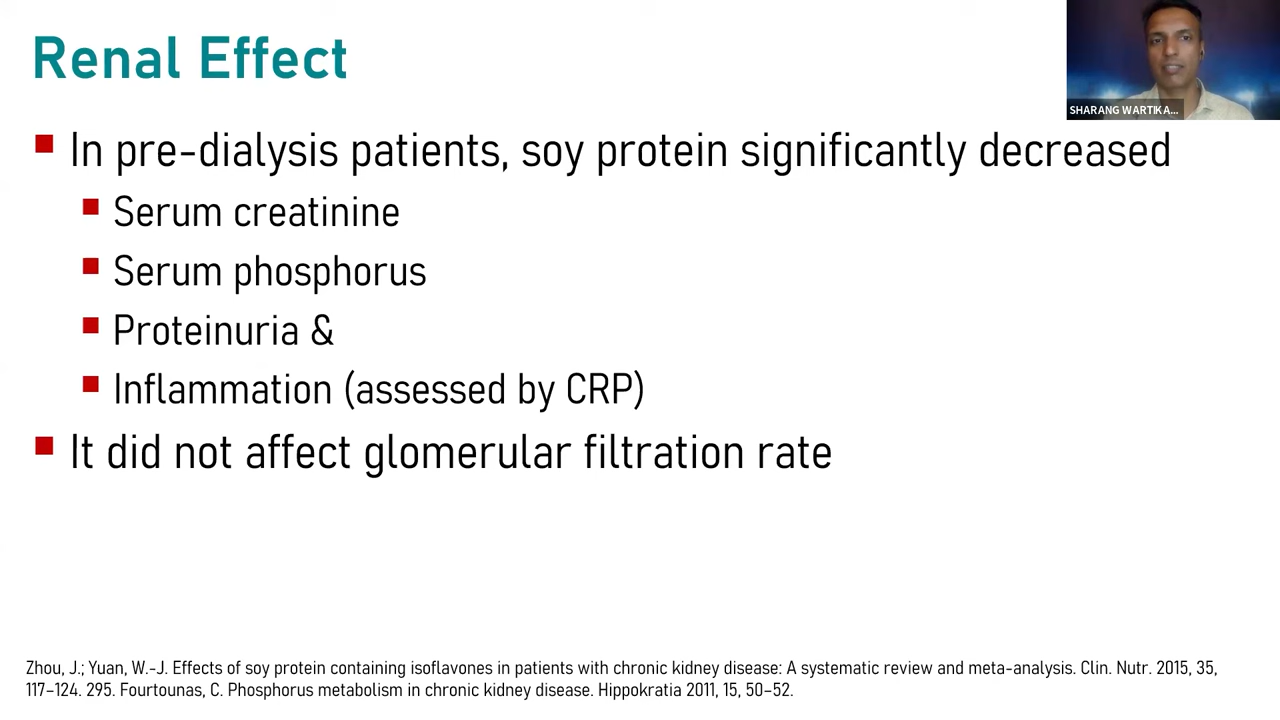 Renal Effect
SHARANG WARTIKA...
In pre-dialysis patients, soy protein significantly decreased
Serum creatinine
Serum phosphorus
Proteinuria &
Inflammation (assessed by CRP)
It did not affect glomerular filtration rate
Zhou, J.; Yuan, W.-J. Effects of soy protein containing isoflavones in patients with chronic kidney disease: A systematic review and meta-analysis. Clin. Nutr. 2015, 35,
117–124. 295. Fourtounas, C. Phosphorus metabolism in chronic kidney disease. Hippokratia 2011, 15, 50–52.